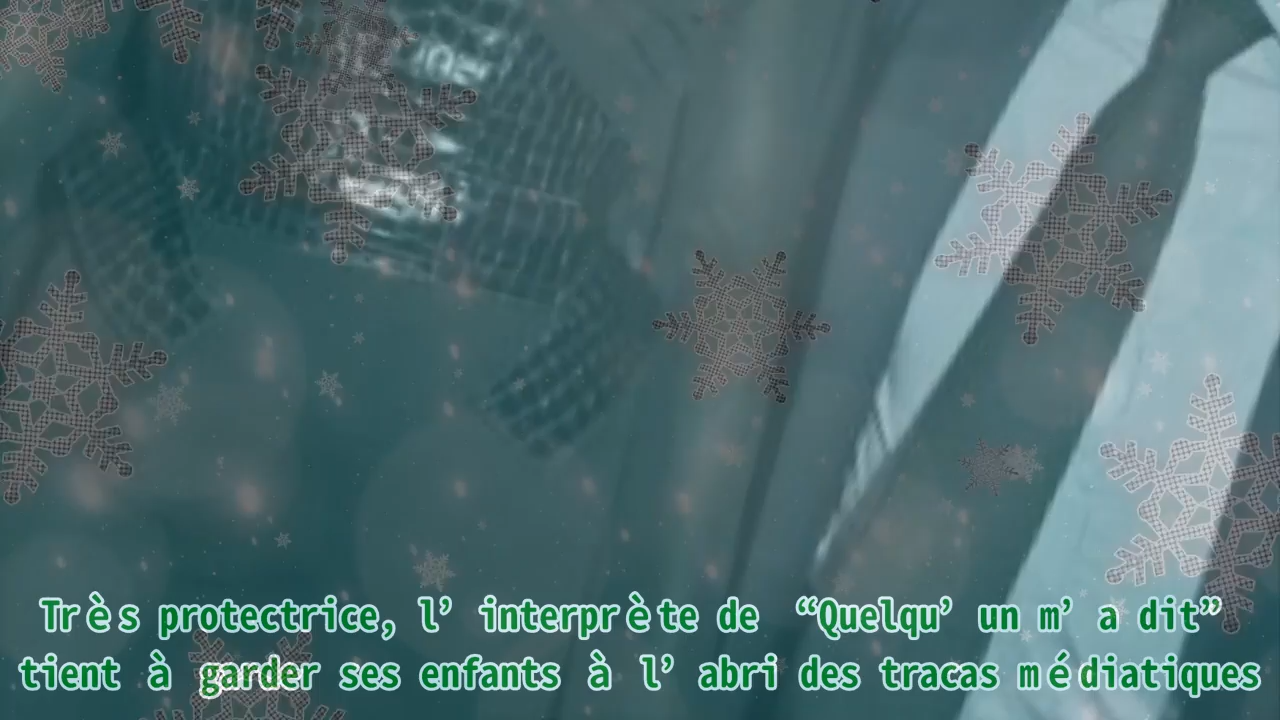 Très protectrice, l’ interprète de “Quelqu’ un m’ a dit”
tient à garder ses enfants à l’ abri des tracas médiatiques